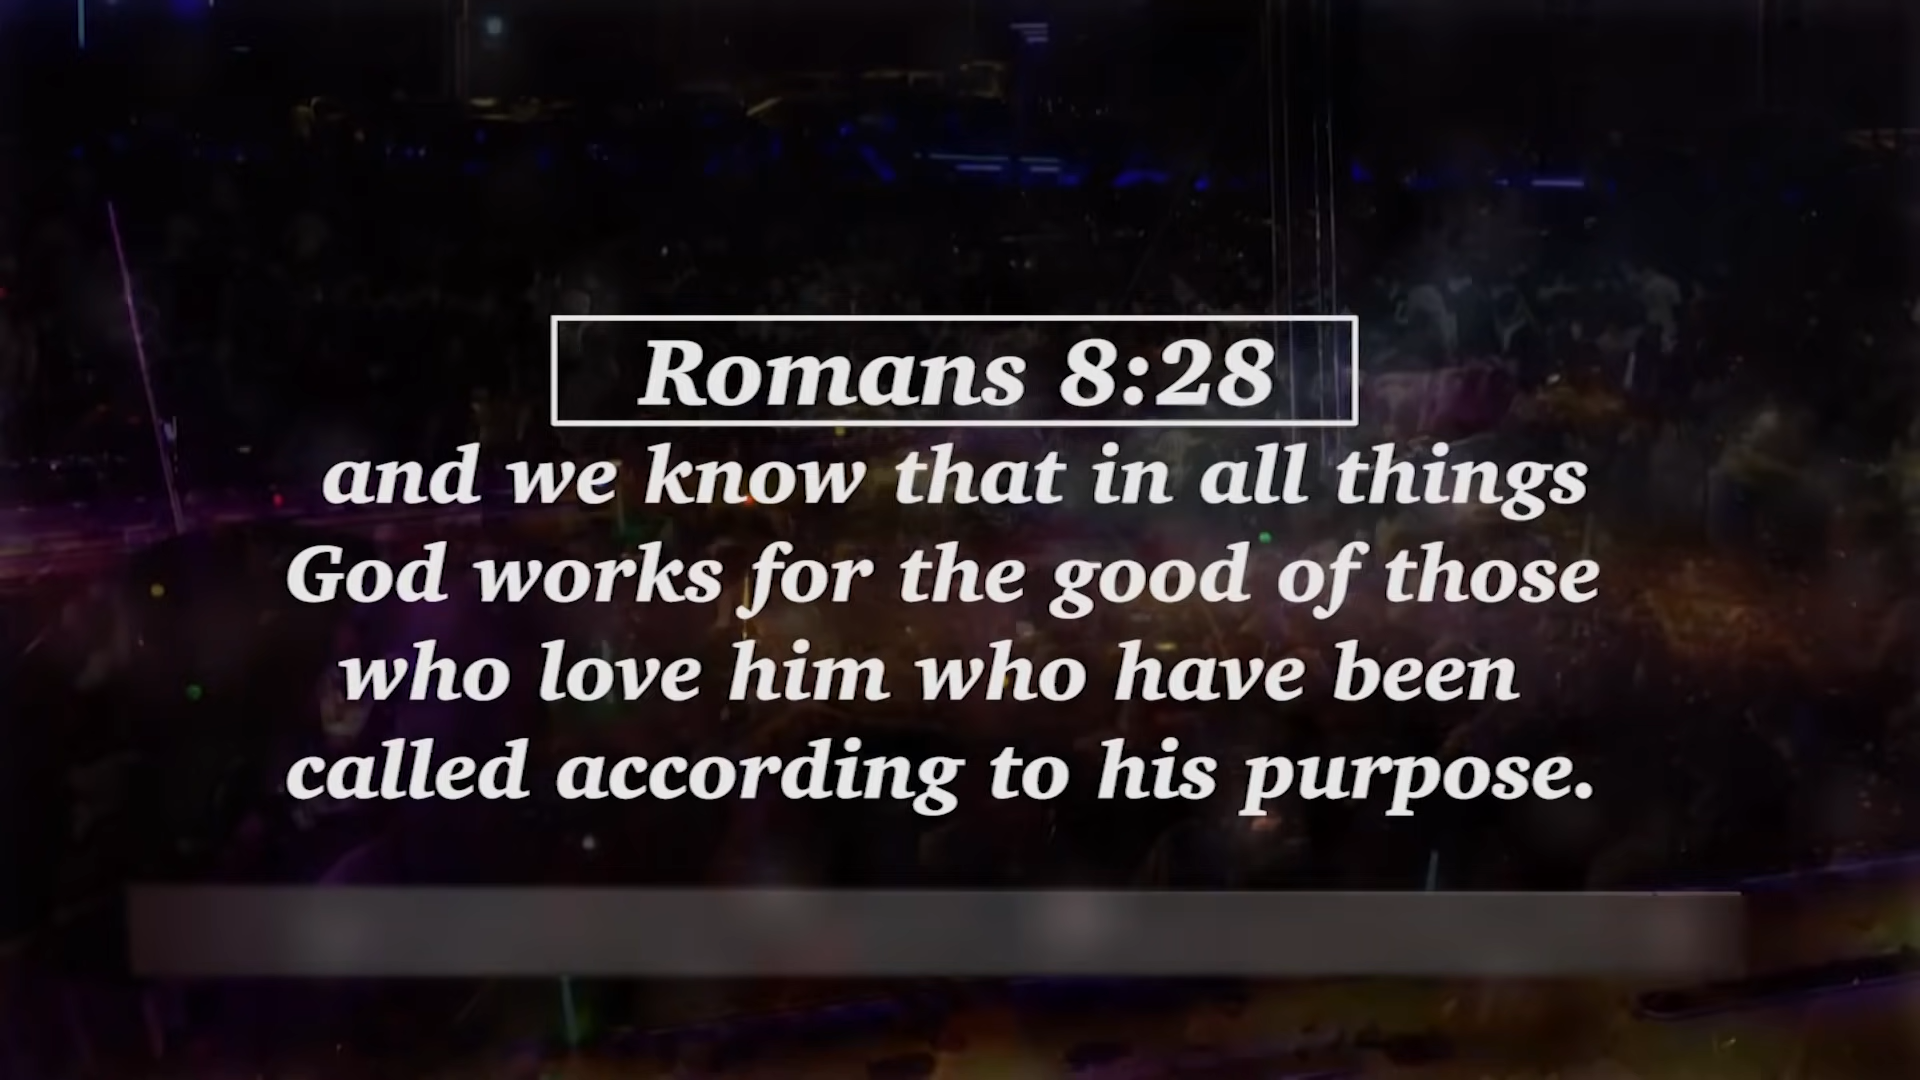 Romans 8:28
and we know that in all things
God works for the good of those
who love him who have been
called according to his purpose.